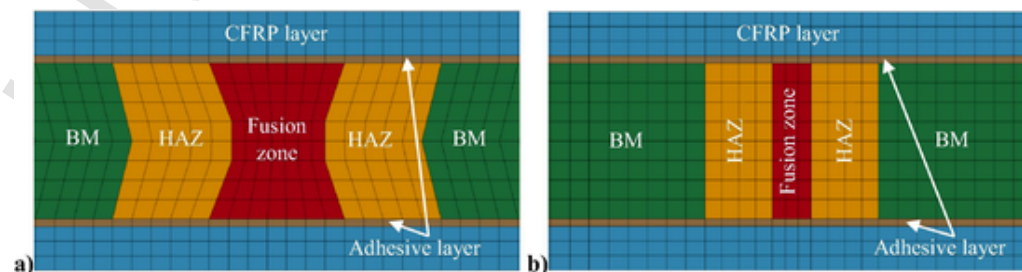 CFRP layer
BM
HAZ
Fusion
zone
HAZ
BM
Adhesive layer
a)
CFRP layer
BM
HAZ
Fusion zone
HAZ
BM
Adhesive layer
b)